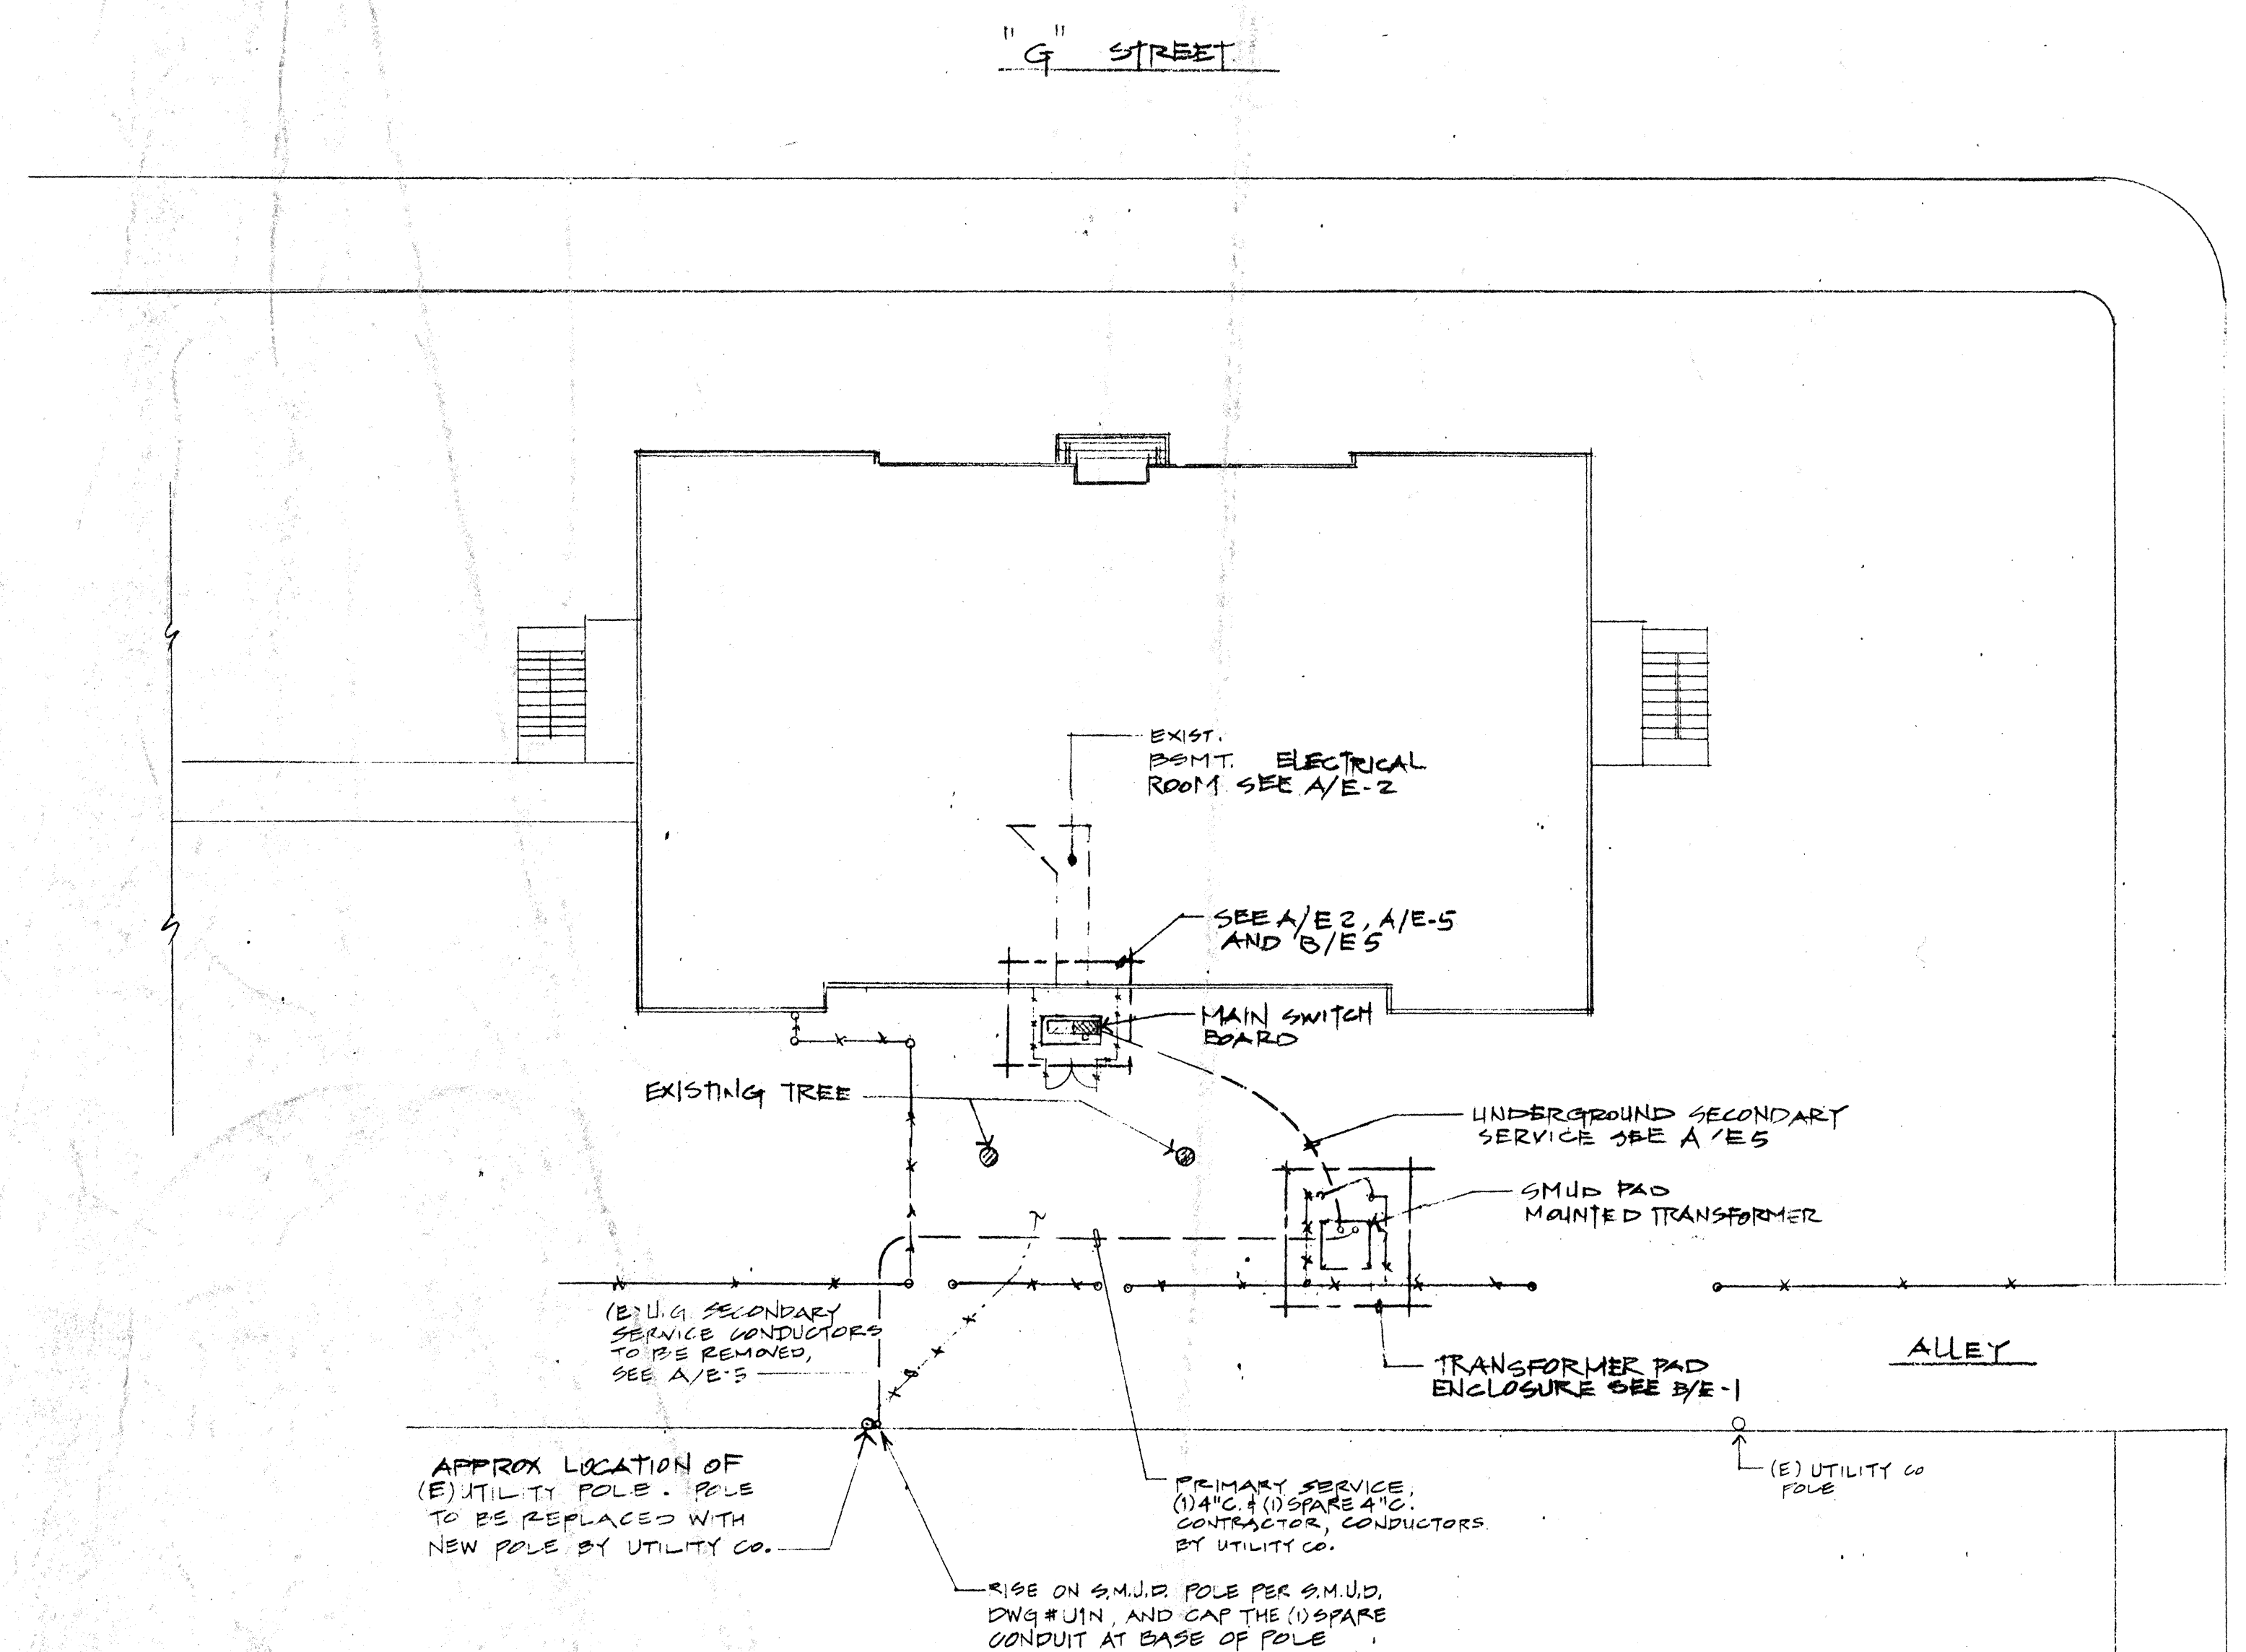 "G" STREET
EXIST.
BSMT. ELECTRICAL
ROOM SEE A/E-2
SEE A/E2, A/E-5
AND B/E5
MAIN SWITCH
BOARD
EXISTING TREE
UNDERGROUND SECONDARY
SERVICE SEE A/E5
SMUD PAD
MOUNTED TRANSFORMER
(E) U.G. SECONDARY
SERVICE CONDUCTORS
TO BE REMOVED,
SEE A/E-5
ALLEY
TRANSFORMER PAD
ENCLOSURE SEE B/E-1
APPROX LOCATION OF
(E) UTILITY POLE. POLE
TO BE REPLACED WITH
NEW POLE BY UTILITY CO.
PRIMARY SERVICE,
(1)4"C. & (1) SPARE 4"C.
CONTRACTOR, CONDUCTORS
BY UTILITY CO.
(E) UTILITY CO
POLE
RISE ON S.M.U.D. POLE PER S.M.U.D.
DWG # U1N, AND CAP THE (1) SPARE
CONDUIT AT BASE OF POLE